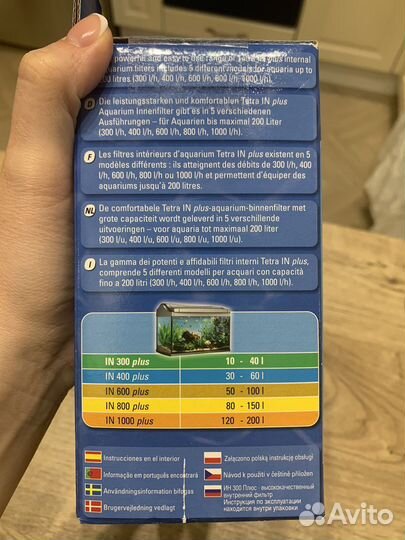 powerful and easy to use range of Tetra IN plus internal
aquarium filters includes 5 different models for aquaria up to
litres (300 l/h, 400 l/h, 600 l/h, 1000 l/h).
D Die leistungsstarken und komfortablen Tetra IN plus
Aquarium Innenfilter gibt es in 5 verschiedenen
Ausführungen – für Aquarien bis maximal 200 Liter
(300 l/h, 400 l/h, 600 l/h, 800 l/h, 1000 l/h).
F Les filtres intérieurs d'aquarium Tetra IN plus existent en 5
modèles différents : ils atteignent des débits de 300 l/h, 400
l/h, 600 l/h, 800 l/h ou 1000 l/h et permettent d'équiper des
aquariums jusqu'à 200 litres.
NL De comfortabele Tetra IN plus-aquarium-binnenfilter met
grote capaciteit wordt geleverd in 5 verschillende
uitvoeringen – voor aquaria tot maximaal 200 liter
(300 l/u, 400 l/u, 600 l/u, 800 l/u, 1000 l/u).
I La gamma dei potenti e affidabili filtri interni Tetra IN plus,
comprende 5 differenti modelli per acquari con capacità
fino a 200 litri (300 l/h, 400 l/h, 600 l/h, 800 l/h, 1000 l/h).
IN 300 plus 10 - 40 l
IN 400 plus 30 - 60 l
IN 600 plus 50 - 100 l
IN 800 plus 80 - 150 l
IN 1000 plus 120 - 200 l
Instrucciones en el interior
Informação em português encontrará
Användningsinformation bifogas
Brugervejledning vedlagt
Załączono polską instrukcję obsługi
Návod k použití v češtině přiložen
ИН 300 Плюс - высококачественный
внутренний фильтр
Инструкция по эксплуатации
находится внутри упаковки
Avito